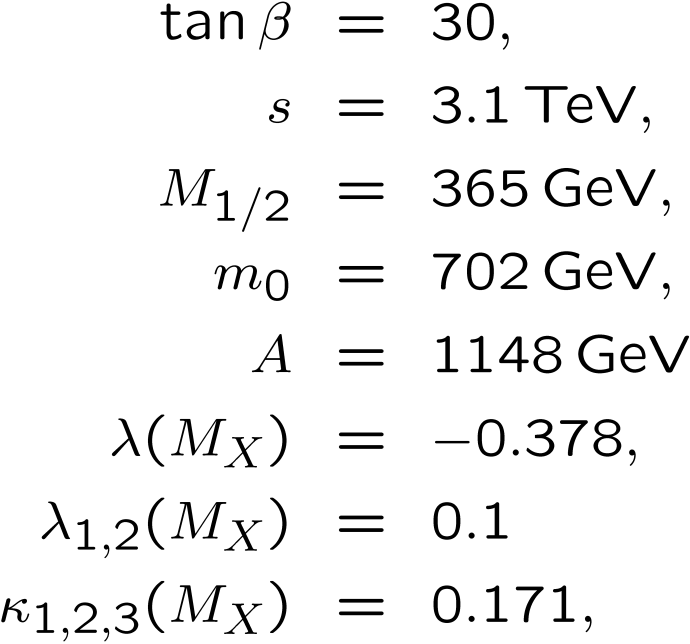 tan β = 30,
s = 3.1 TeV,
M_{1/2} = 365 GeV,
m_0 = 702 GeV,
A = 1148 GeV
λ(M_X) = −0.378,
λ_{1,2}(M_X) = 0.1
κ_{1,2,3}(M_X) = 0.171,